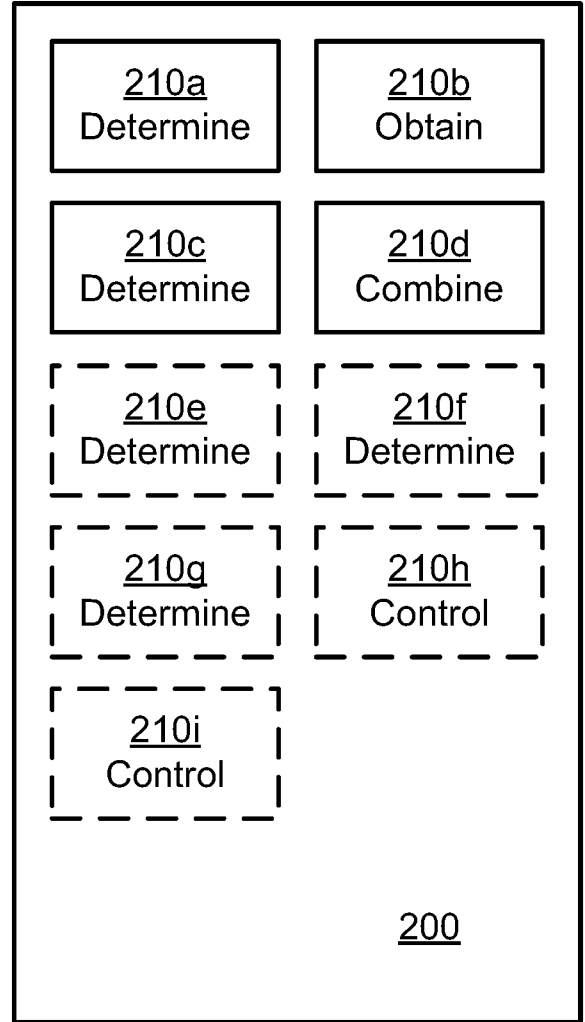 210a
Determine
210b
Obtain
210c
Determine
210d
Combine
210e
Determine
210f
Determine
210g
Determine
210h
Control
210i
Control
200